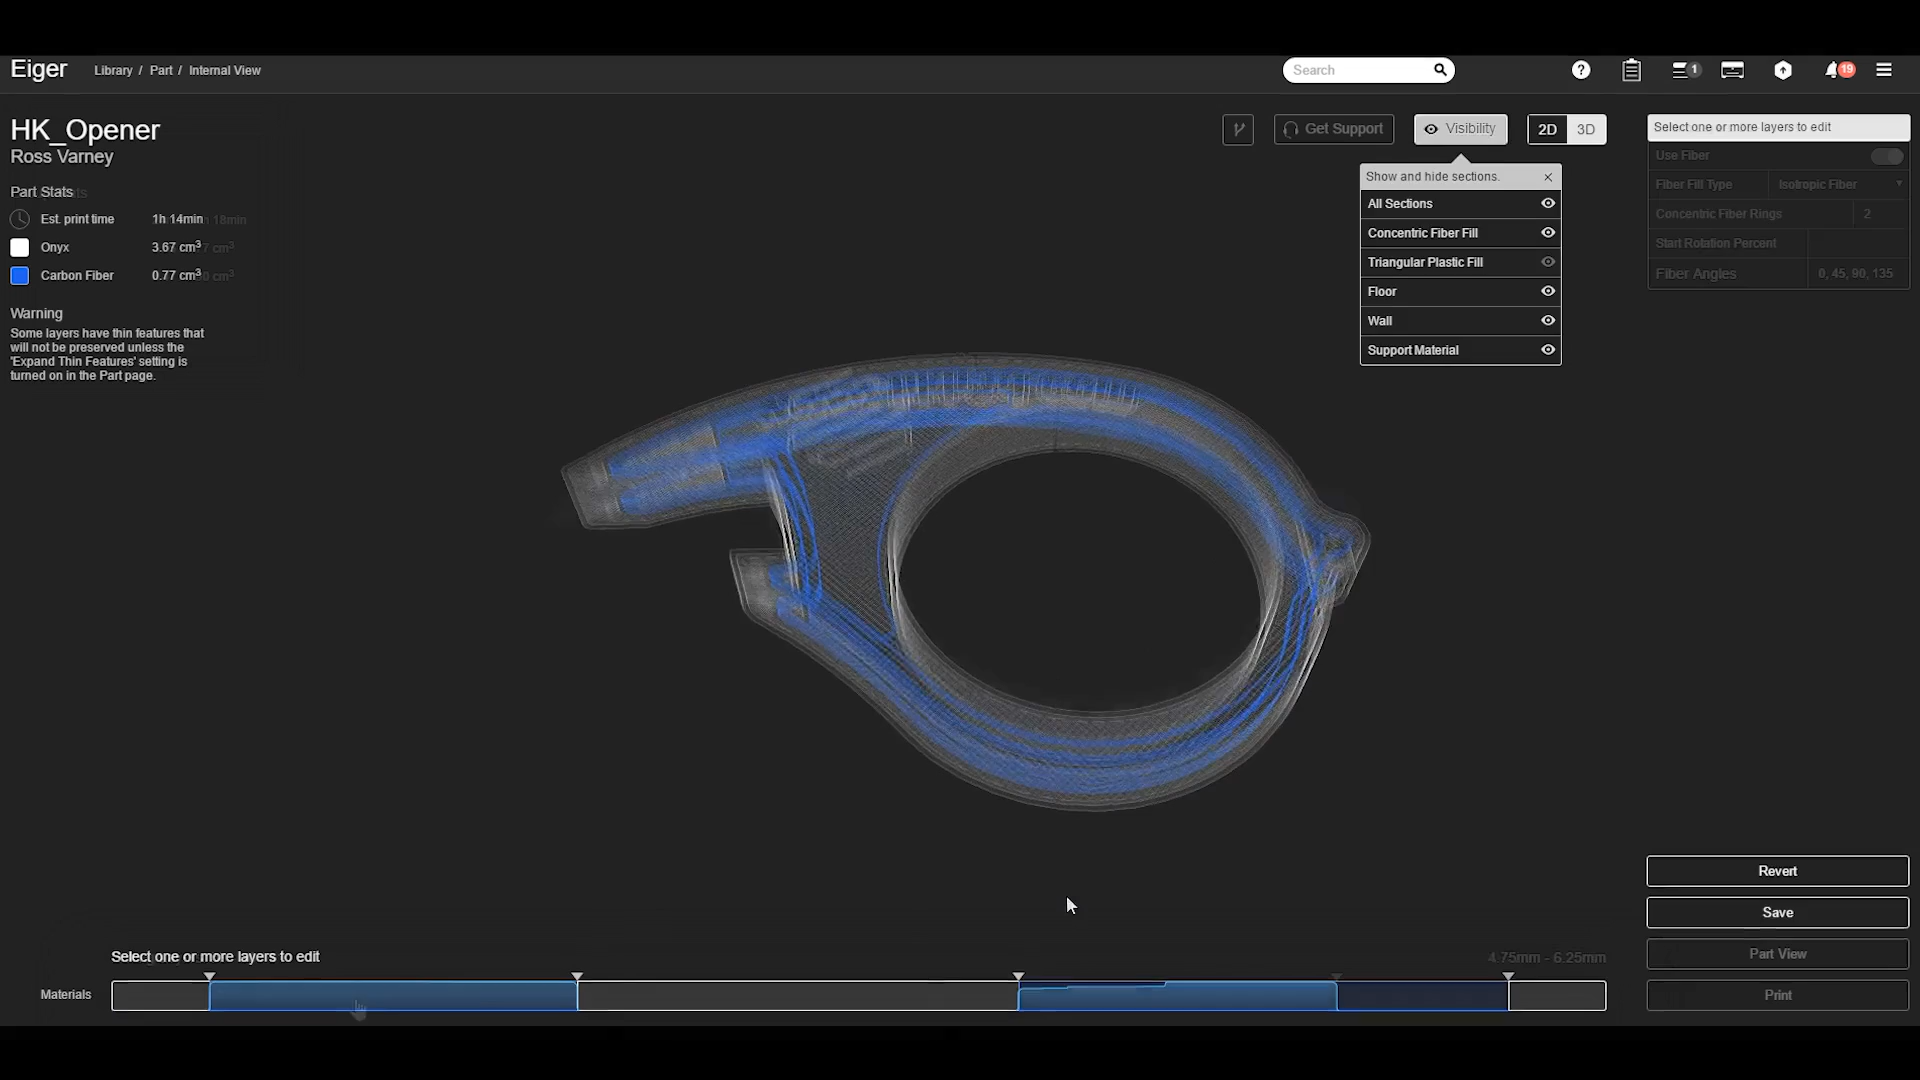 Eiger
Library / Part / Internal View
Search
1
19
HK_Opener
Ross Varney
Get Support
Visibility
2D
3D
Select one or more layers to edit
Use Fiber
Fiber Fill Type
Isotropic Fiber
Concentric Fiber Rings
2
Start Rotation Percent
Fiber Angles
0, 45, 90, 135
Show and hide sections.
All Sections
Concentric Fiber Fill
Triangular Plastic Fill
Floor
Wall
Support Material
Part Stats
Est. print time 1h 14min
Onyx 3.67 cm³
Carbon Fiber 0.77 cm³
Warning
Some layers have thin features that
will not be preserved unless the
'Expand Thin Features' setting is
turned on in the Part page.
Revert
Save
Part View
Print
Select one or more layers to edit
4.75mm - 6.25mm
Materials